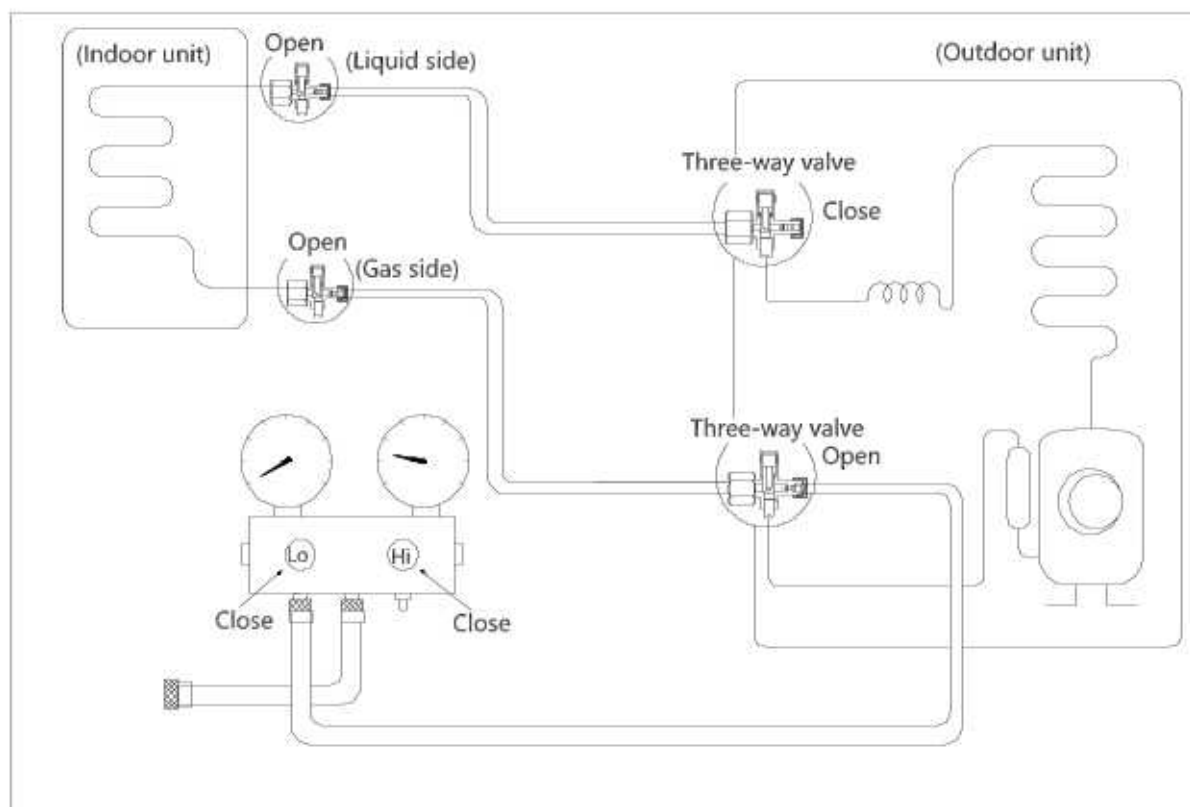 (Indoor unit)
Open
(Liquid side)
(Outdoor unit)
Three-way valve
Close
Open
(Gas side)
Three-way valve
Open
Lo
Hi
Close
Close